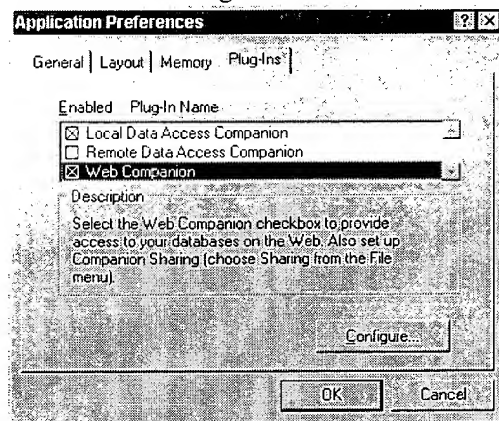 Application Preferences
General Layout Memory Plug-Ins
Enabled Plug-In Name
Local Data Access Companion
Remote Data Access Companion
Web Companion
Description
Select the Web Companion checkbox to provide
access to your databases on the Web. Also set up
Companion Sharing (choose Sharing from the File
menu).
Configure...
OK Cancel